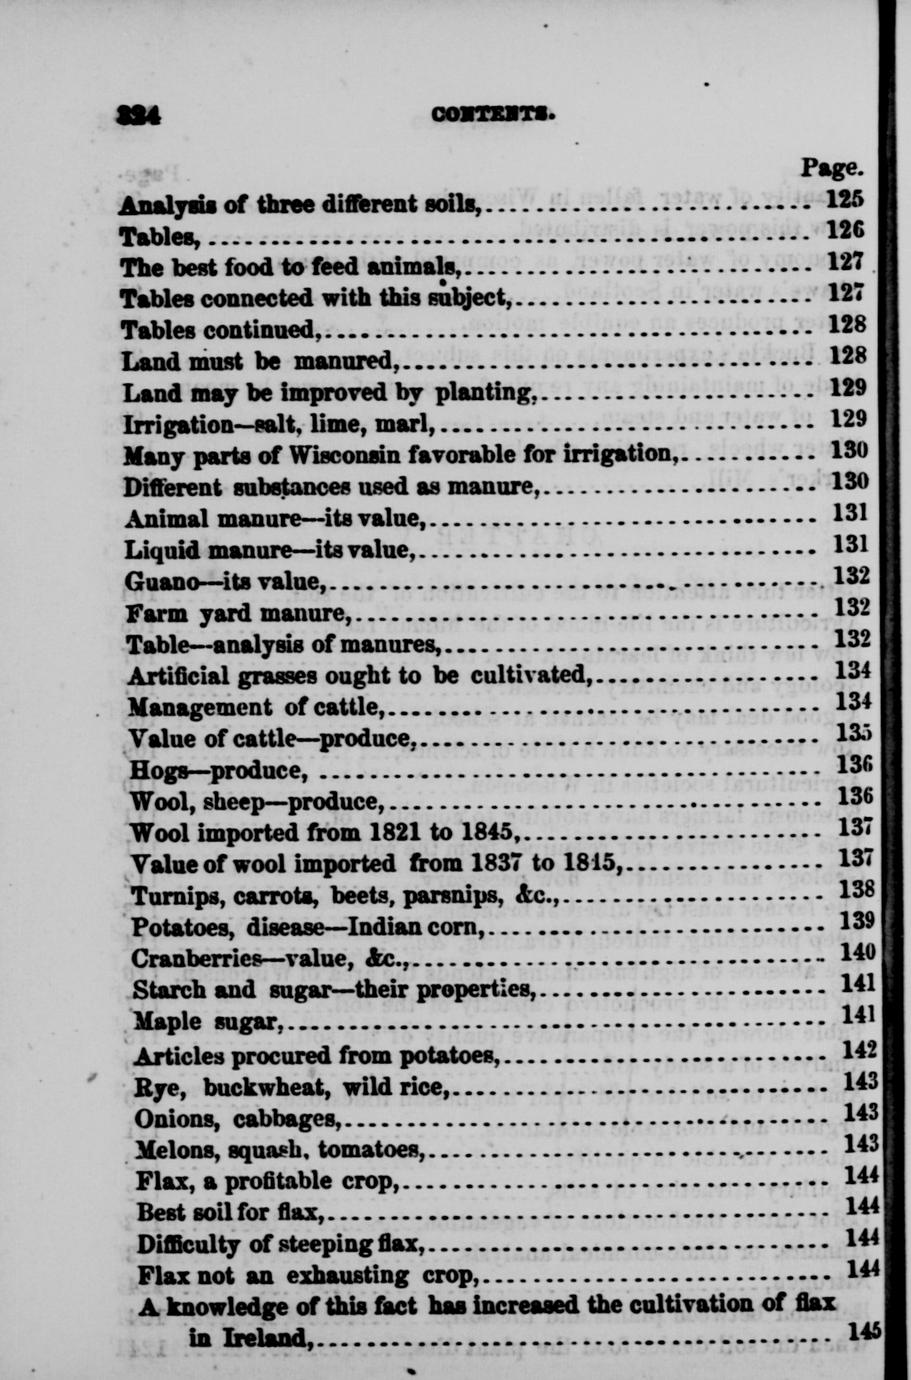 324 CONTENTS.
Page.
Analysis of three different soils,.......................... 125
Tables, .......................... 126
The best food to feed animals,.......................... 127
Tables connected with this subject,.......................... 127
Tables continued,.......................... 128
Land must be manured,.......................... 128
Land may be improved by planting,.......................... 129
Irrigation—salt, lime, marl,.......................... 129
Many parts of Wisconsin favorable for irrigation,............ 130
Different substances used as manure,.......................... 130
Animal manure—its value,.......................... 131
Liquid manure—its value,.......................... 131
Guano—its value,.......................... 132
Farm yard manure,.......................... 132
Table—analysis of manures,.......................... 132
Artificial grasses ought to be cultivated,.................. 134
Management of cattle,.......................... 134
Value of cattle—produce,.......................... 135
Hogs—produce, .......................... 136
Wool, sheep—produce,.......................... 136
Wool imported from 1821 to 1845,.......................... 137
Value of wool imported from 1837 to 1845,................ 137
Turnips, carrots, beets, parsnips, &c.,..................... 138
Potatoes, disease—Indian corn,.......................... 139
Cranberries—value, &c.,.......................... 140
Starch and sugar—their properties,....................... 141
Maple sugar,.......................... 141
Articles procured from potatoes,.......................... 142
Rye, buckwheat, wild rice,.......................... 143
Onions, cabbages,.......................... 143
Melons, squash, tomatoes,.......................... 143
Flax, a profitable crop,.......................... 144
Best soil for flax,.......................... 144
Difficulty of steeping flax,.......................... 144
Flax not an exhausting crop,.......................... 144
A knowledge of this fact has increased the cultivation of flax
in Ireland,.......................... 145